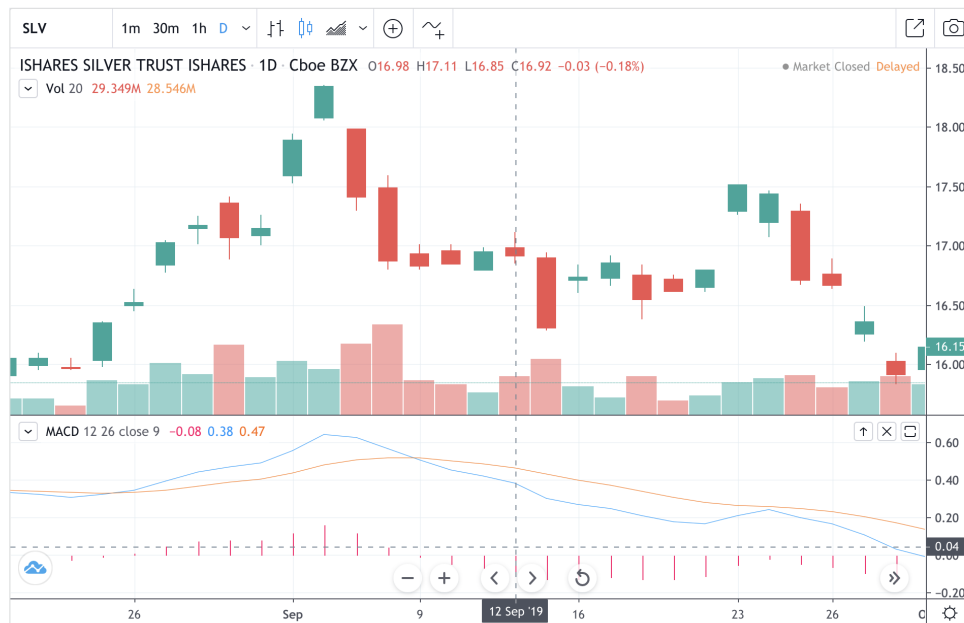 SLV 1m 30m 1h D
ISHARES SILVER TRUST ISHARES · 1D · Cboe BZX O16.98 H17.11 L16.85 C16.92 −0.03 (−0.18%) Market Closed Delayed
Vol 20 29.349M 28.546M
18.50
18.00
17.50
17.00
16.50
16.15
16.00
MACD 12 26 close 9 −0.08 0.38 0.47
0.60
0.40
0.20
0.04
0.00
−0.20
26 Sep 9 12 Sep '19 16 23 26